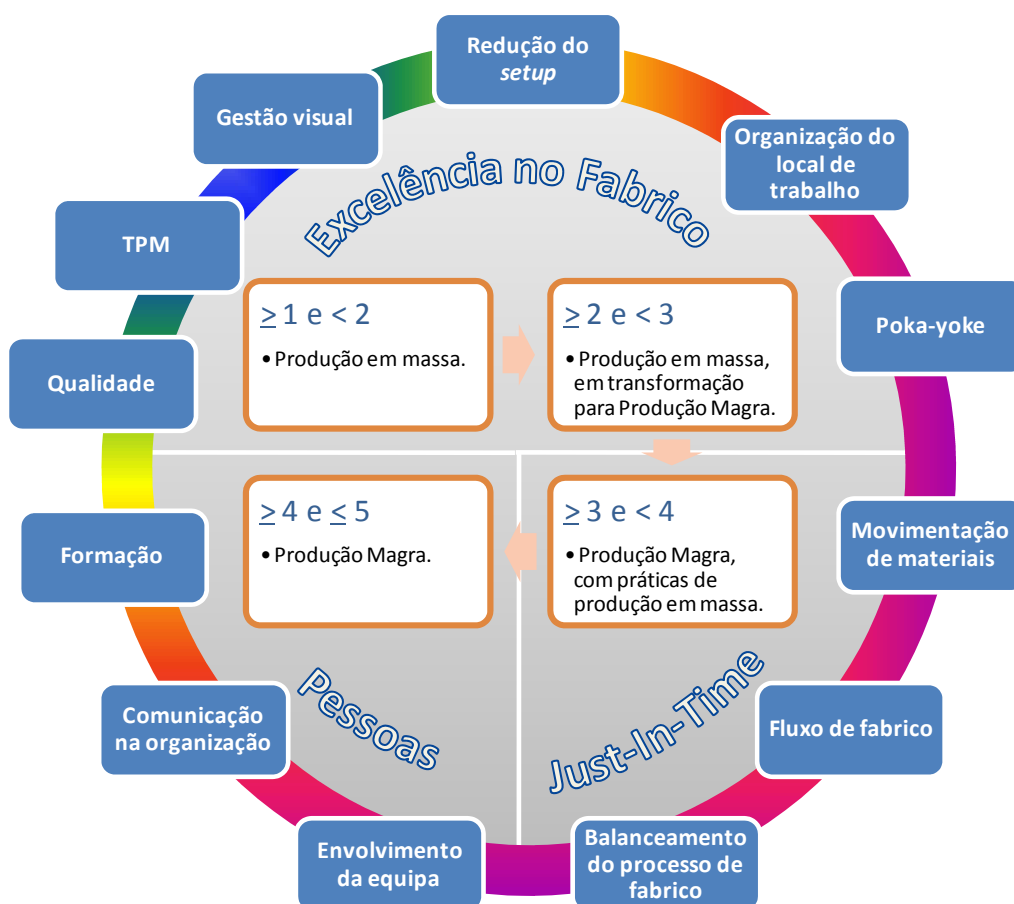 Redução do
setup
Gestão visual
Organização do
local de
trabalho
Excelência no Fabrico
TPM
Poka-yoke
≥ 1 e < 2
• Produção em massa.
≥ 2 e < 3
• Produção em massa,
em transformação
para Produção Magra.
Qualidade
≥ 4 e ≤ 5
• Produção Magra.
≥ 3 e < 4
• Produção Magra,
com práticas de
produção em massa.
Formação
Movimentação
de materiais
Pessoas
Just-In-Time
Comunicação
na organização
Fluxo de fabrico
Envolvimento
da equipa
Balanceamento
do processo de
fabrico